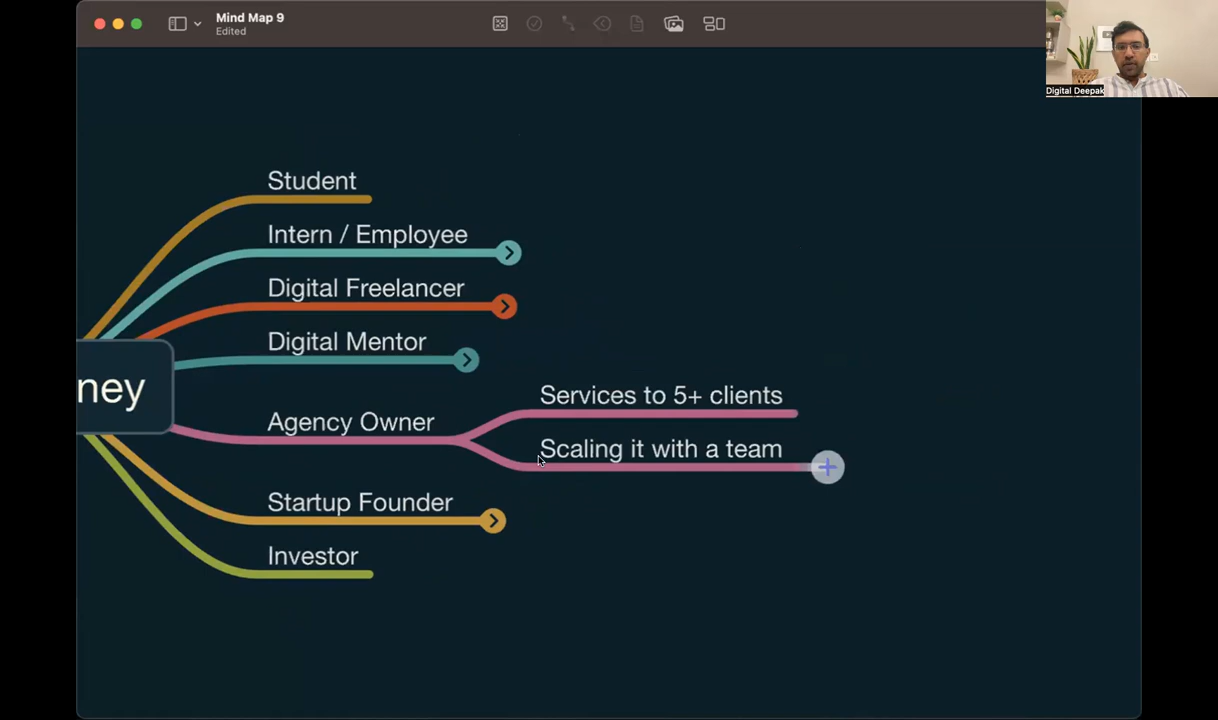 Mind Map 9
Edited
Digital Deepak
Student
Intern / Employee
Digital Freelancer
Digital Mentor
ney
Agency Owner
Services to 5+ clients
Scaling it with a team
Startup Founder
Investor